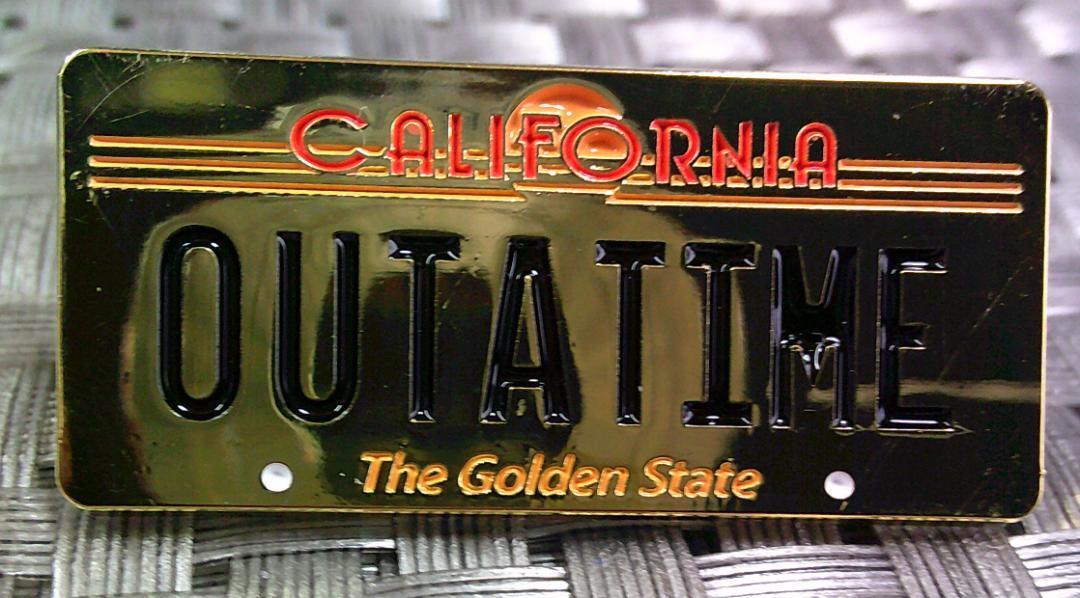 CALIFORNIA
OUTATIME
The Golden State